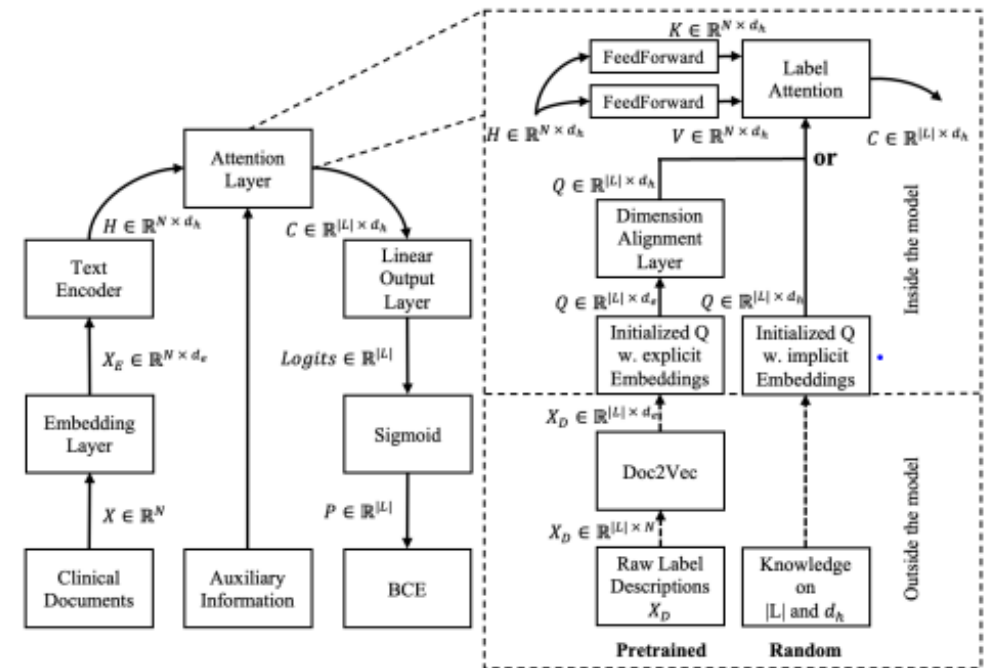 K ∈ ℝ^{N × d_h}
FeedForward
Label
Attention
FeedForward
H ∈ ℝ^{N × d_h}
V ∈ ℝ^{N × d_h}
C ∈ ℝ^{|L| × d_h}
or
Q ∈ ℝ^{|L| × d_h}
Dimension
Alignment
Layer
Q ∈ ℝ^{|L| × d_e}
Q ∈ ℝ^{|L| × d_h}
Initialized Q
w. explicit
Embeddings
Initialized Q
w. implicit
Embeddings
Inside the model
X_D ∈ ℝ^{|L| × d_e}
Doc2Vec
X_D ∈ ℝ^{|L| × N}
Raw Label
Descriptions
X_D
Knowledge
on
|L| and d_h
Outside the model
Pretrained
Random
Attention
Layer
H ∈ ℝ^{N × d_h}
C ∈ ℝ^{|L| × d_h}
Text
Encoder
Linear
Output
Layer
X_E ∈ ℝ^{N × d_e}
Logits ∈ ℝ^{|L|}
Embedding
Layer
Sigmoid
X ∈ ℝ^N
P ∈ ℝ^{|L|}
Clinical
Documents
Auxiliary
Information
BCE